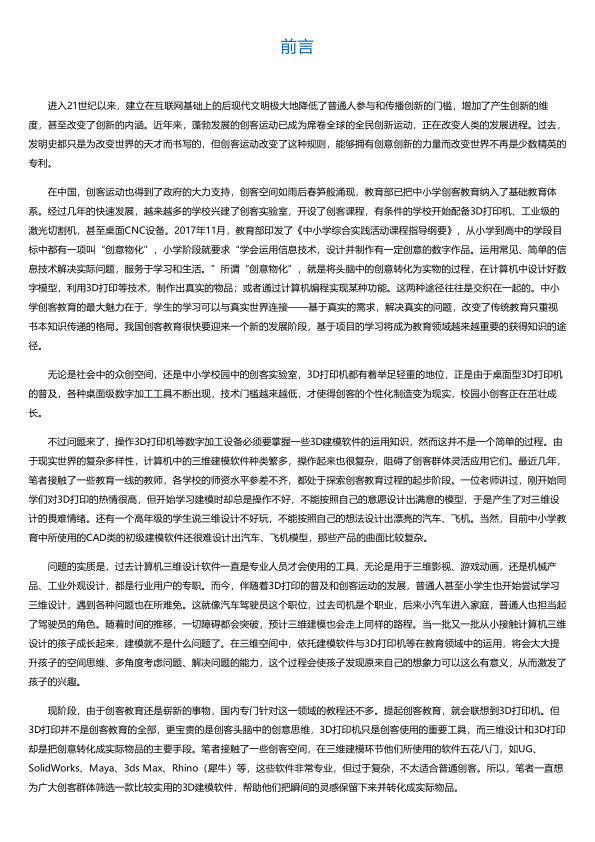 前言
进入21世纪以来，建立在互联网基础上的后现代文明极大地降低了普通人参与和传播创新的门槛，增加了产生创新的维
度，甚至改变了创新的内涵。近年来，蓬勃发展的创客运动已成为席卷全球的全民创新运动，正在改变人类的发展进程。过去，
发明史都只是为改变世界的天才而书写的，但创客运动改变了这种规则，能够拥有创意创新的力量而改变世界不再是少数精英的
专利。
在中国，创客运动也得到了政府的大力支持，创客空间如雨后春笋般涌现，教育部已把中小学创客教育纳入了基础教育体
系。经过几年的快速发展，越来越多的学校兴建了创客实验室，开设了创客课程，有条件的学校开始配备3D打印机、工业级的
激光切割机，甚至桌面CNC设备。2017年11月，教育部印发了《中小学综合实践活动课程指导纲要》，从小学到高中的学段目
标中都有一项叫“创意物化”，小学阶段就要求“学会运用信息技术，设计并制作有一定创意的数字作品。运用常见、简单的信
息技术解决实际问题，服务于学习和生活。”所谓“创意物化”，就是将头脑中的创意转化为实物的过程，在计算机中设计好数
字模型，利用3D打印等技术，制作出真实的物品；或者通过计算机编程实现某种功能。这两种途径往往是交织在一起的。中小
学创客教育的最大魅力在于，学生的学习可以与真实世界连接——基于真实的需求，解决真实的问题，改变了传统教育只重视
书本知识传递的格局。我国创客教育很快要迎来一个新的发展阶段，基于项目的学习将成为教育领域越来越重要的获得知识的途
径。
无论是社会中的众创空间，还是中小学校园中的创客实验室，3D打印机都有着举足轻重的地位，正是由于桌面型3D打印机
的普及，各种桌面级数字加工工具不断出现，技术门槛越来越低，才使得创客的个性化制造变为现实，校园小创客正在茁壮成
长。
不过问题来了，操作3D打印机等数字加工设备必须要掌握一些3D建模软件的运用知识，然而这并不是一个简单的过程。由
于现实世界的复杂多样性，计算机中的三维建模软件种类繁多，操作起来也很复杂，阻碍了创客群体灵活应用它们。最近几年，
笔者接触了一些教育一线的教师，各学校的师资水平参差不齐，都处于探索创客教育过程的起步阶段。一位老师讲过，刚开始同
学们对3D打印的热情很高，但开始学习建模时却总是操作不好，不能按照自己的意愿设计出满意的模型，于是产生了对三维设
计的畏难情绪。还有一个高年级的学生说三维设计不好玩，不能按照自己的想法设计出漂亮的汽车、飞机。当然，目前中小学教
育中所使用的CAD类的初级建模软件还很难设计出汽车、飞机模型，那些产品的曲面比较复杂。
问题的实质是，过去计算机三维设计软件一直是专业人员才会使用的工具，无论是用于三维影视、游戏动画，还是机械产
品、工业外观设计，都是行业用户的专职。而今，伴随着3D打印的普及和创客运动的发展，普通人甚至小学生也开始尝试学习
三维设计，遇到各种问题也在所难免。这就像汽车驾驶员这个职位，过去司机是个职业，后来小汽车进入家庭，普通人也担当起
了驾驶员的角色。随着时间的推移，一切障碍都会突破，预计三维建模也会走上同样的路程。当一批又一批从小接触计算机三维
设计的孩子成长起来，建模就不是什么问题了。在三维空间中，依托建模软件与3D打印机等在教育领域中的运用，将会大大提
升孩子的空间思维、多角度考虑问题、解决问题的能力，这个过程会使孩子发现原来自己的想象力可以这么有意义，从而激发了
孩子的兴趣。
现阶段，由于创客教育还是崭新的事物，国内专门针对这一领域的教程还不多。提起创客教育，就会联想到3D打印机。但
3D打印并不是创客教育的全部，更宝贵的是创客头脑中的创意思维，3D打印机只是创客使用的重要工具，而三维设计和3D打印
却是把创意转化成实际物品的主要手段。笔者接触了一些创客空间，在三维建模环节他们所使用的软件五花八门，如UG、
SolidWorks、Maya、3ds Max、Rhino（犀牛）等，这些软件非常专业，但过于复杂，不太适合普通创客。所以，笔者一直想
为广大创客群体筛选一款比较实用的3D建模软件，帮助他们把瞬间的灵感保留下来并转化成实际物品。